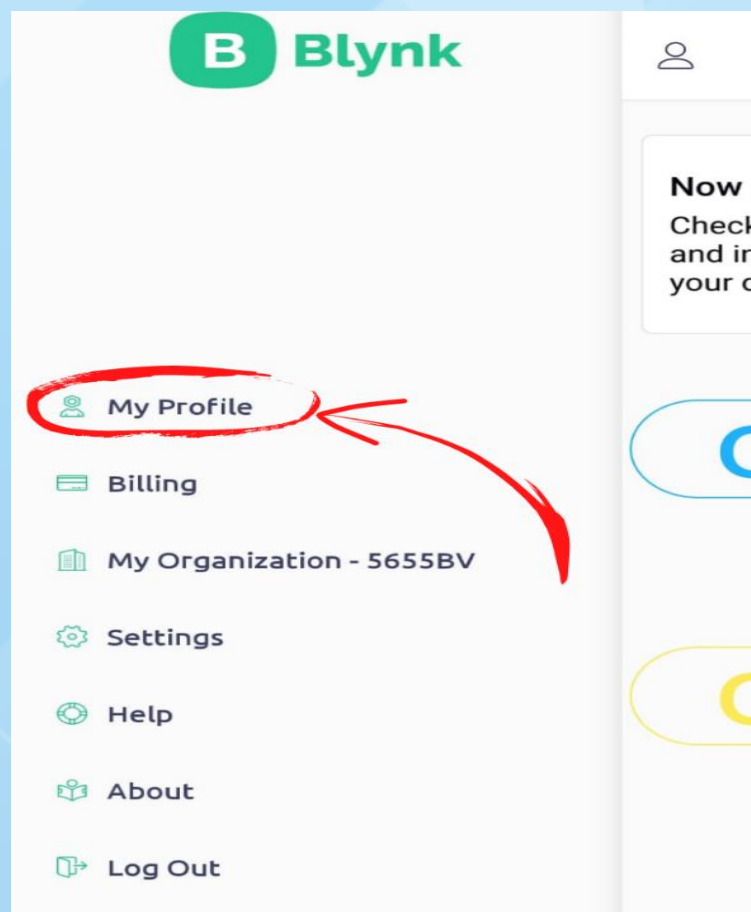 B Blynk
Now
Check
and in
your
My Profile
Billing
My Organization - 5655BV
Settings
Help
About
Log Out